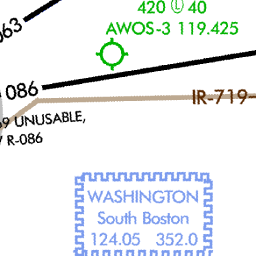 420 Ⓛ 40
063
AWOS-3 119.425
086
IR-719
69 UNUSABLE,
R-086
WASHINGTON
South Boston
124.05 352.0